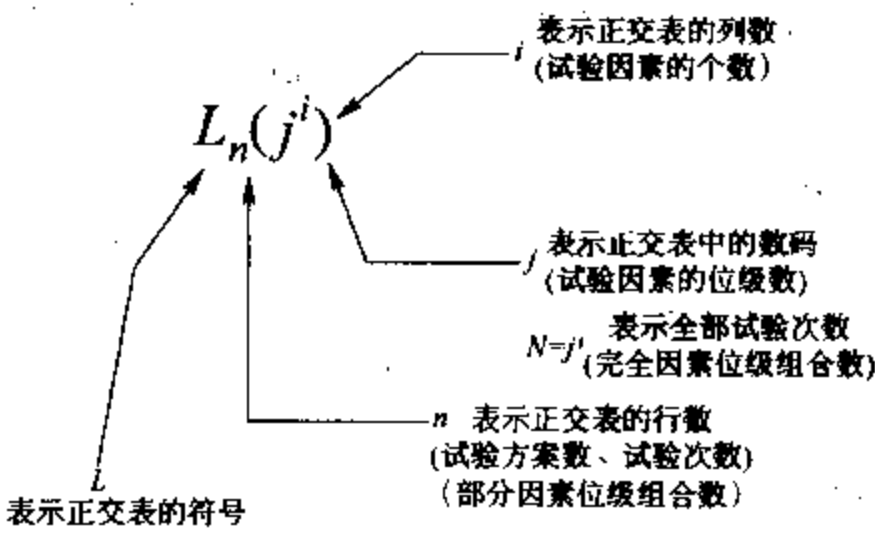 i 表示正交表的列数
(试验因素的个数)
Lₙ(jⁱ)
j 表示正交表中的数码
(试验因素的位级数)
N=jⁱ 表示全部试验次数
(完全因素位级组合数)
n 表示正交表的行数
(试验方案数、试验次数)
(部分因素位级组合数)
L
表示正交表的符号